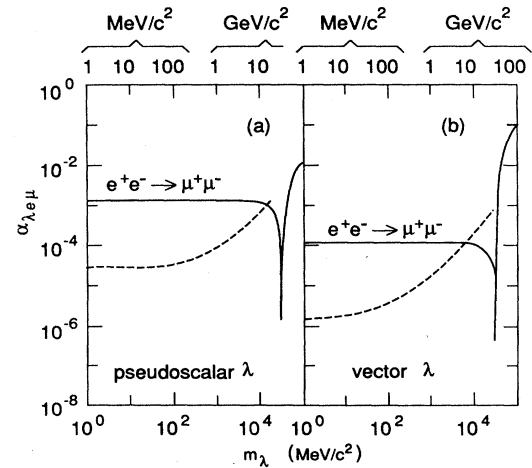 MeV/c² GeV/c² MeV/c² GeV/c²
1 10 100 1 10 1 10 100 1 10 100
10⁰
10⁻²
10⁻⁴
10⁻⁶
10⁻⁸
α λ e μ
(a) (b)
e⁺e⁻ → μ⁺μ⁻
e⁺e⁻ → μ⁺μ⁻
pseudoscalar λ vector λ
10⁰ 10² 10⁴ 10⁰ 10² 10⁴
m_λ (MeV/c²)